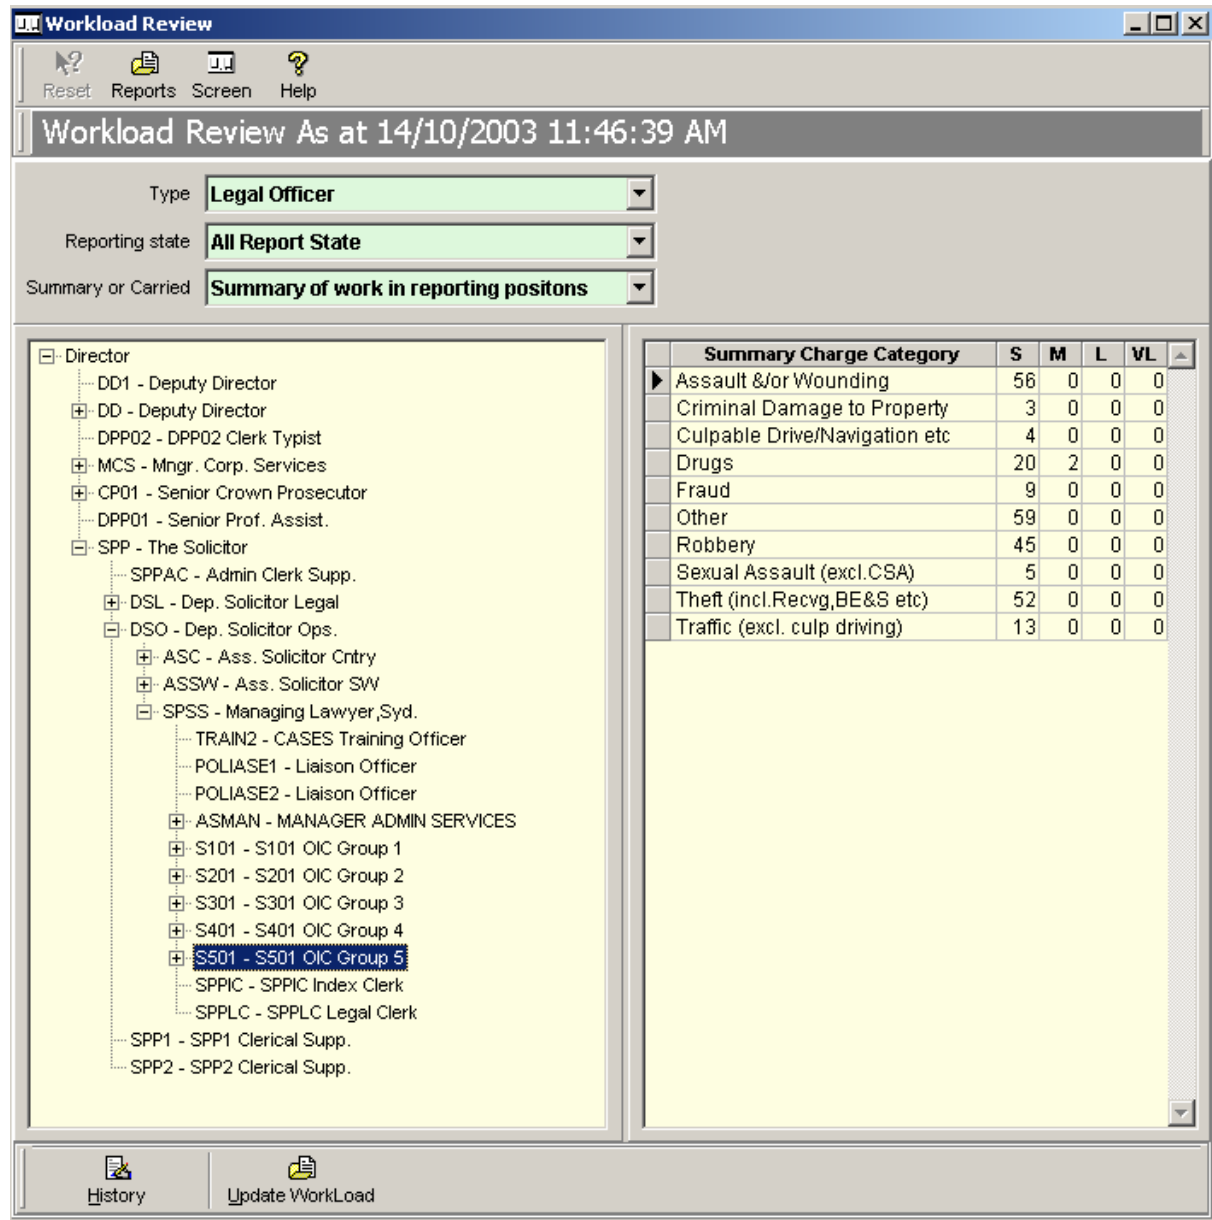 Workload Review
Reset Reports Screen Help
Workload Review As at 14/10/2003 11:46:39 AM
Type Legal Officer
Reporting state All Report State
Summary or Carried Summary of work in reporting positons
Director
DD1 - Deputy Director
DD - Deputy Director
DPP02 - DPP02 Clerk Typist
MCS - Mngr. Corp. Services
CP01 - Senior Crown Prosecutor
DPP01 - Senior Prof. Assist.
SPP - The Solicitor
SPPAC - Admin Clerk Supp.
DSL - Dep. Solicitor Legal
DSO - Dep. Solicitor Ops.
ASC - Ass. Solicitor Cntry
ASSW - Ass. Solicitor SW
SPSS - Managing Lawyer,Syd.
TRAIN2 - CASES Training Officer
POLIASE1 - Liaison Officer
POLIASE2 - Liaison Officer
ASMAN - MANAGER ADMIN SERVICES
S101 - S101 OIC Group 1
S201 - S201 OIC Group 2
S301 - S301 OIC Group 3
S401 - S401 OIC Group 4
S501 - S501 OIC Group 5
SPPIC - SPPIC Index Clerk
SPPLC - SPPLC Legal Clerk
SPP1 - SPP1 Clerical Supp.
SPP2 - SPP2 Clerical Supp.
Summary Charge Category S M L VL
Assault &/or Wounding 56 0 0 0
Criminal Damage to Property 3 0 0 0
Culpable Drive/Navigation etc 4 0 0 0
Drugs 20 2 0 0
Fraud 9 0 0 0
Other 59 0 0 0
Robbery 45 0 0 0
Sexual Assault (excl.CSA) 5 0 0 0
Theft (incl.Recvg,BE&S etc) 52 0 0 0
Traffic (excl. culp driving) 13 0 0 0
History Update WorkLoad